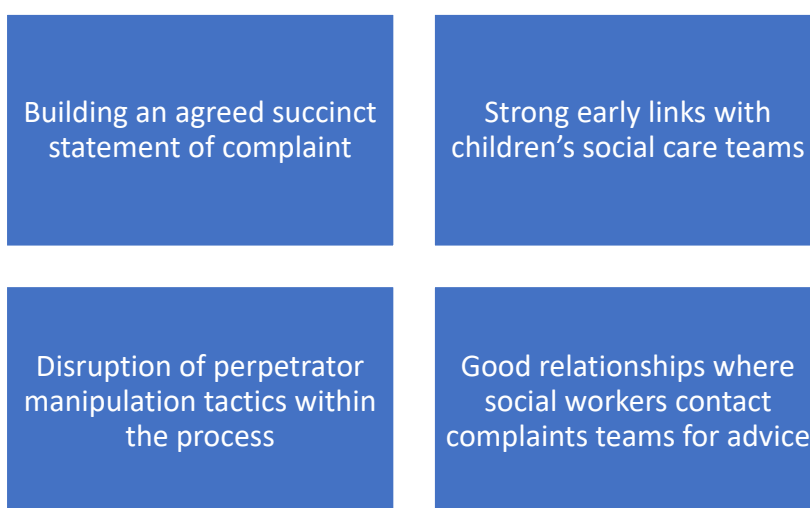 Building an agreed succinct
statement of complaint
Strong early links with
children’s social care teams
Disruption of perpetrator
manipulation tactics within
the process
Good relationships where
social workers contact
complaints teams for advice